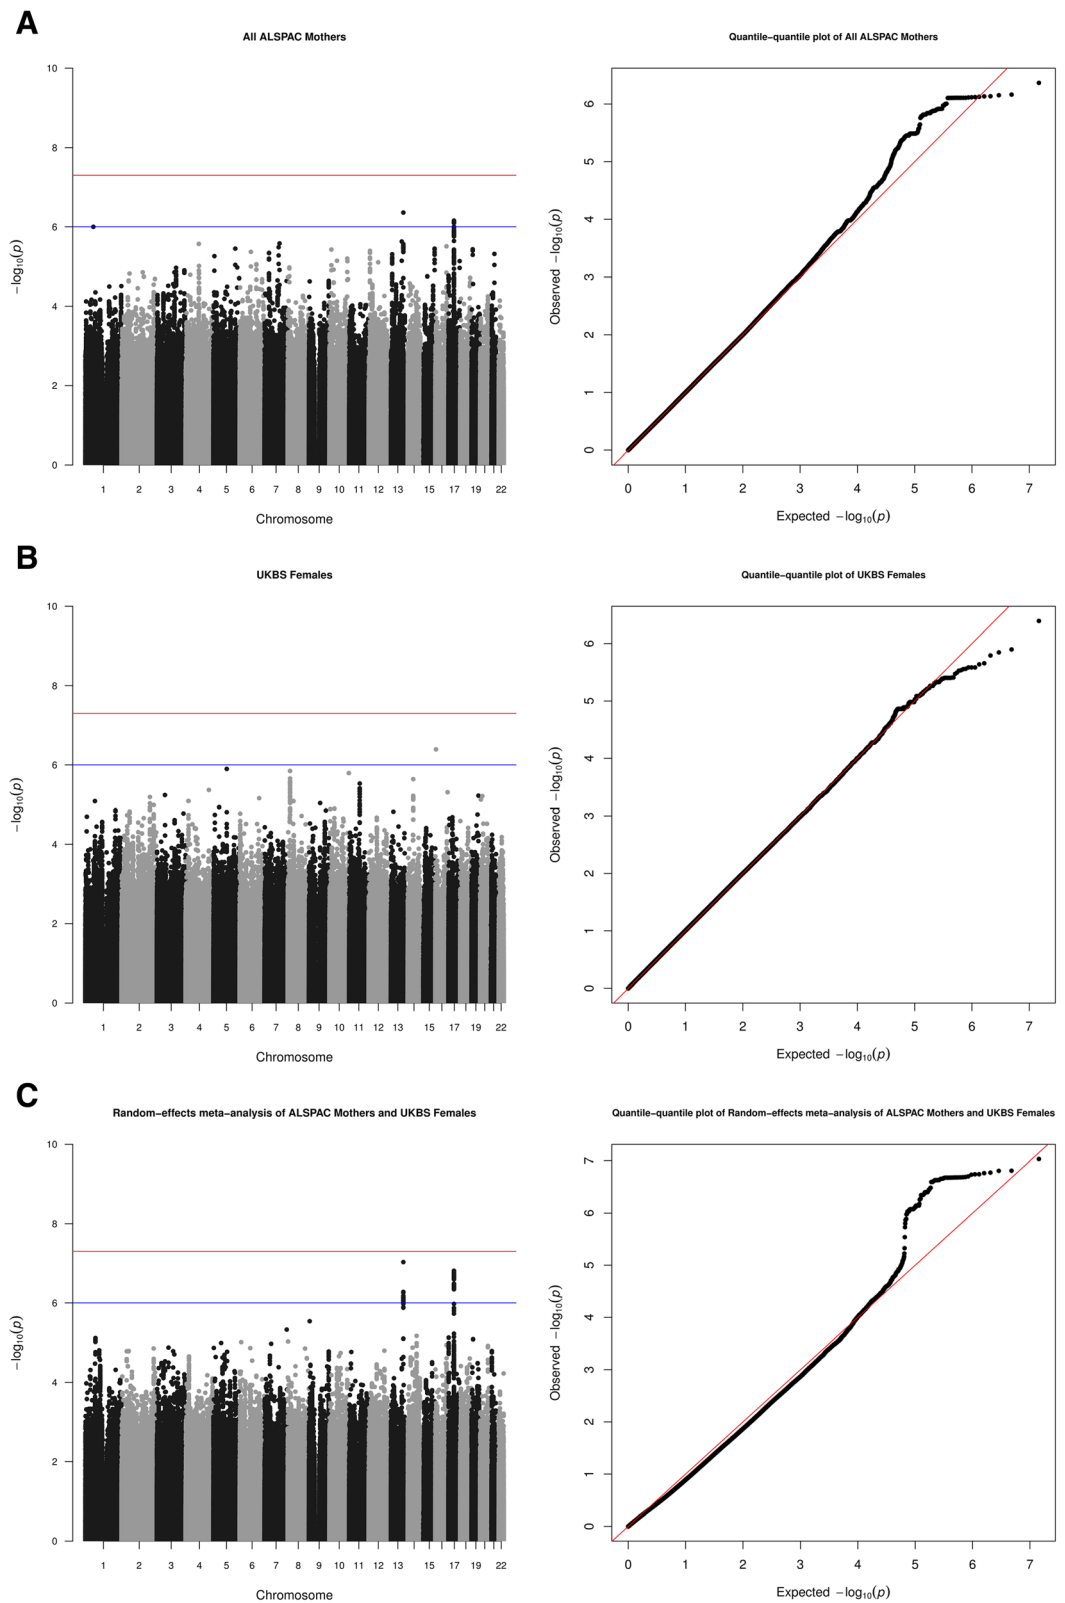 A
All ALSPAC Mothers
10
8
6
4
2
0
−log10(p)
1 2 3 4 5 6 7 8 9 10 11 12 13 15 17 19 22
Chromosome
Quantile−quantile plot of All ALSPAC Mothers
6
5
4
3
2
1
0
Observed −log10(p)
0 1 2 3 4 5 6 7
Expected −log10(p)
B
UKBS Females
10
8
6
4
2
0
−log10(p)
1 2 3 4 5 6 7 8 9 10 11 12 13 15 17 19 22
Chromosome
Quantile−quantile plot of UKBS Females
6
5
4
3
2
1
0
Observed −log10(p)
0 1 2 3 4 5 6 7
Expected −log10(p)
C
Random−effects meta−analysis of ALSPAC Mothers and UKBS Females
10
8
6
4
2
0
−log10(p)
1 2 3 4 5 6 7 8 9 10 11 12 13 15 17 19 22
Chromosome
Quantile−quantile plot of Random−effects meta−analysis of ALSPAC Mothers and UKBS Females
7
6
5
4
3
2
1
0
Observed −log10(p)
0 1 2 3 4 5 6 7
Expected −log10(p)